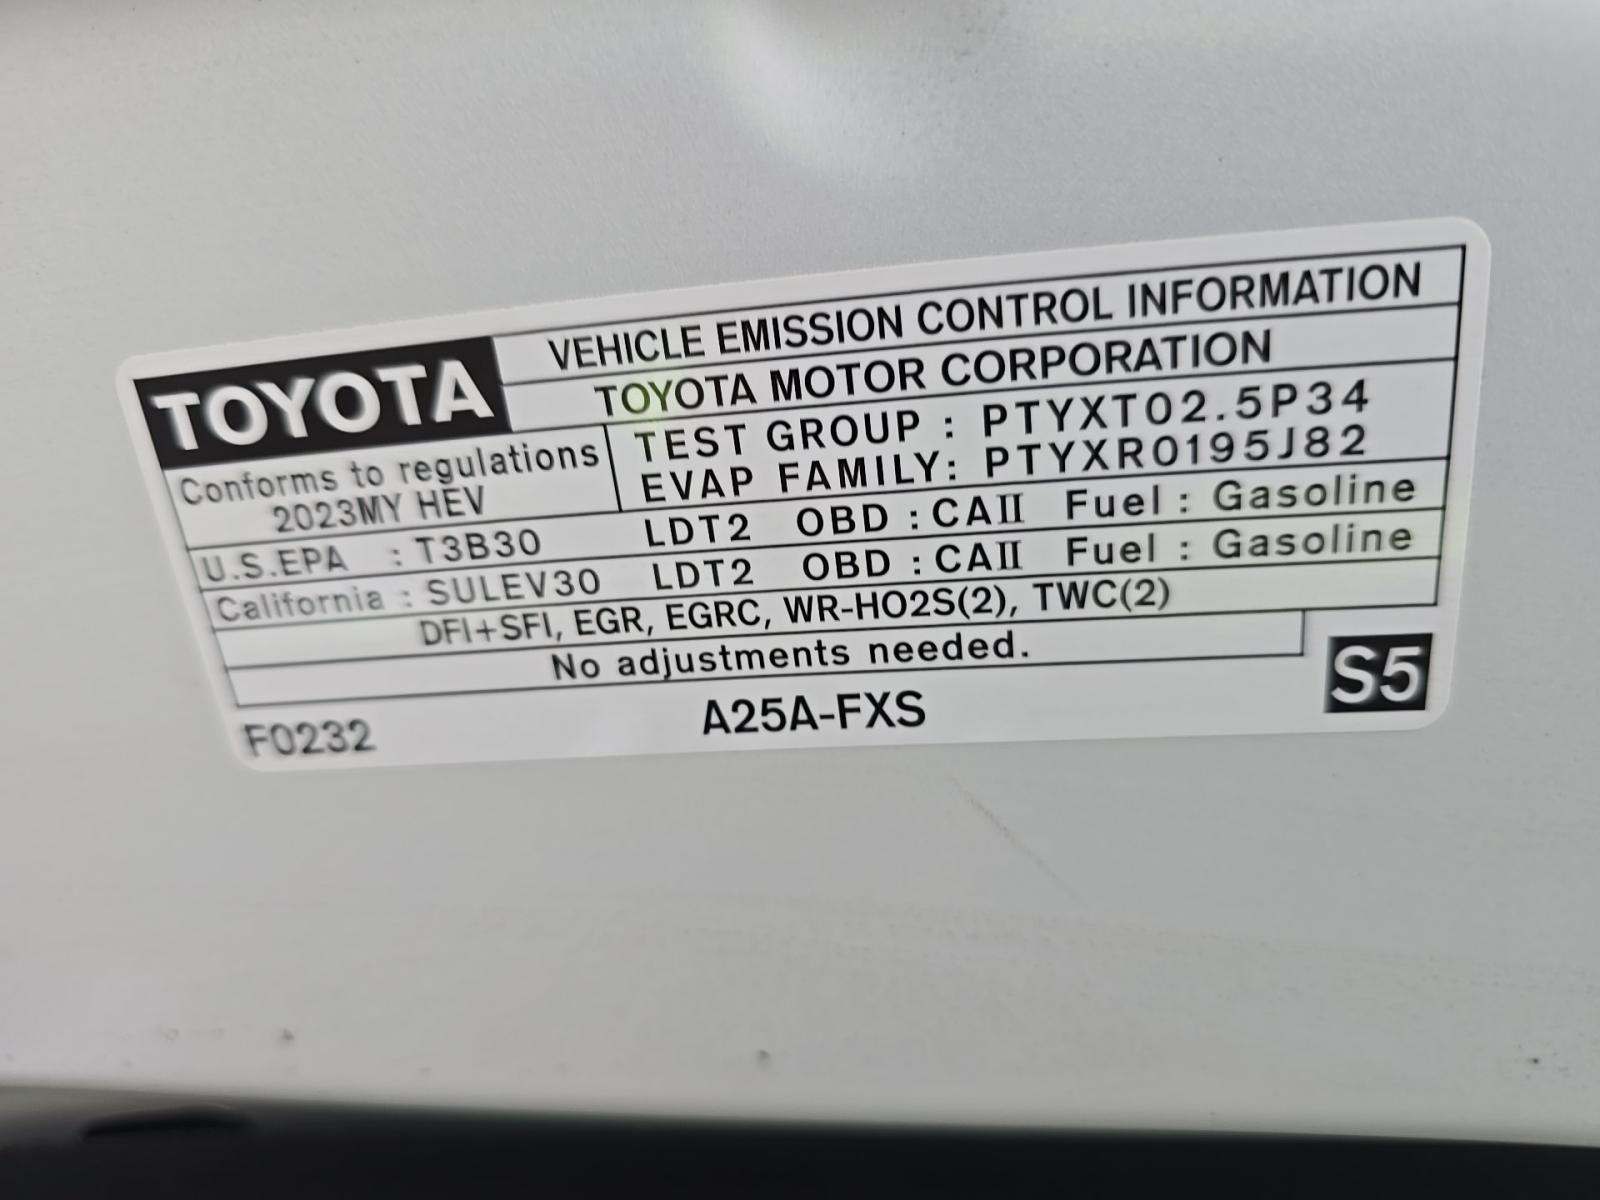 TOYOTA
VEHICLE EMISSION CONTROL INFORMATION
TOYOTA MOTOR CORPORATION
Conforms to regulations
2023MY HEV
TEST GROUP : PTYXT02.5P34
EVAP FAMILY: PTYXR0195J82
U.S.EPA : T3B30 LDT2 OBD : CAII Fuel : Gasoline
California : SULEV30 LDT2 OBD : CAII Fuel : Gasoline
DFI+SFI, EGR, EGRC, WR-HO2S(2), TWC(2)
No adjustments needed.
F0232 A25A-FXS S5